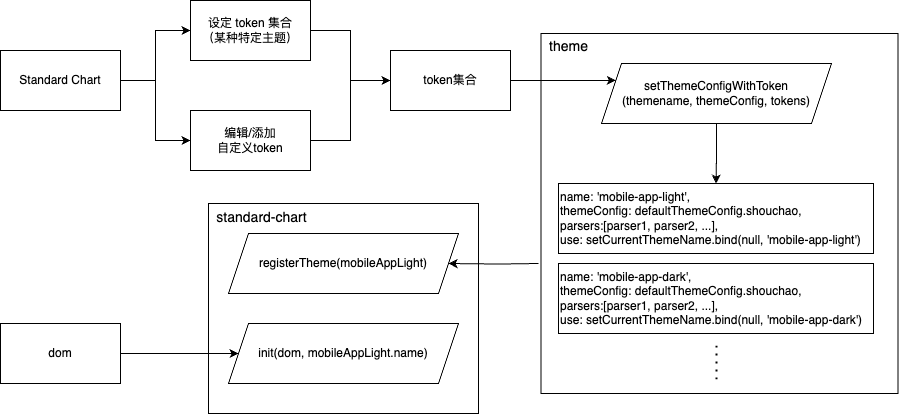 Standard Chart
设定 token 集合
（某种特定主题）
编辑/添加
自定义token
token集合
theme
setThemeConfigWithToken
(themename, themeConfig, tokens)
name: 'mobile-app-light',
themeConfig: defaultThemeConfig.shouchao,
parsers:[parser1, parser2, ...],
use: setCurrentThemeName.bind(null, 'mobile-app-light')
name: 'mobile-app-dark',
themeConfig: defaultThemeConfig.shouchao,
parsers:[parser1, parser2, ...],
use: setCurrentThemeName.bind(null, 'mobile-app-dark')
standard-chart
registerTheme(mobileAppLight)
dom
init(dom, mobileAppLight.name)